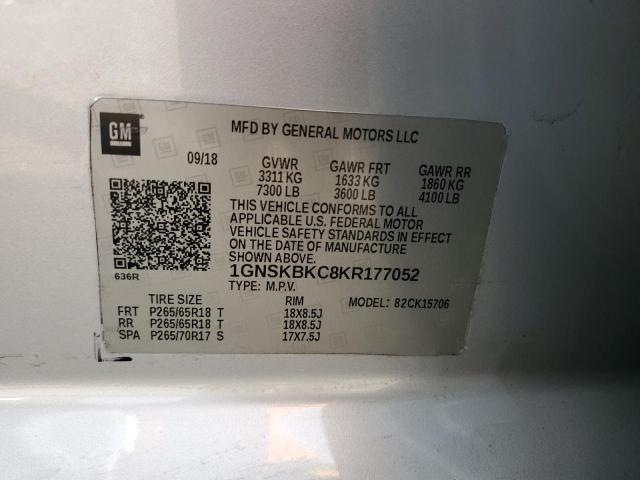 GM
MFD BY GENERAL MOTORS LLC
09/18 GVWR GAWR FRT GAWR RR
3311 KG 1633 KG 1860 KG
7300 LB 3600 LB 4100 LB
THIS VEHICLE CONFORMS TO ALL
APPLICABLE U.S. FEDERAL MOTOR
VEHICLE SAFETY STANDARDS IN EFFECT
ON THE DATE OF MANUFACTURE
SHOWN ABOVE.
636R
1GNSKBKC8KR177052
TYPE: M.P.V.
TIRE SIZE RIM MODEL: 82CK15706
FRT P265/65R18 T 18X8.5J
RR P265/65R18 T 18X8.5J
SPA P265/70R17 S 17X7.5J